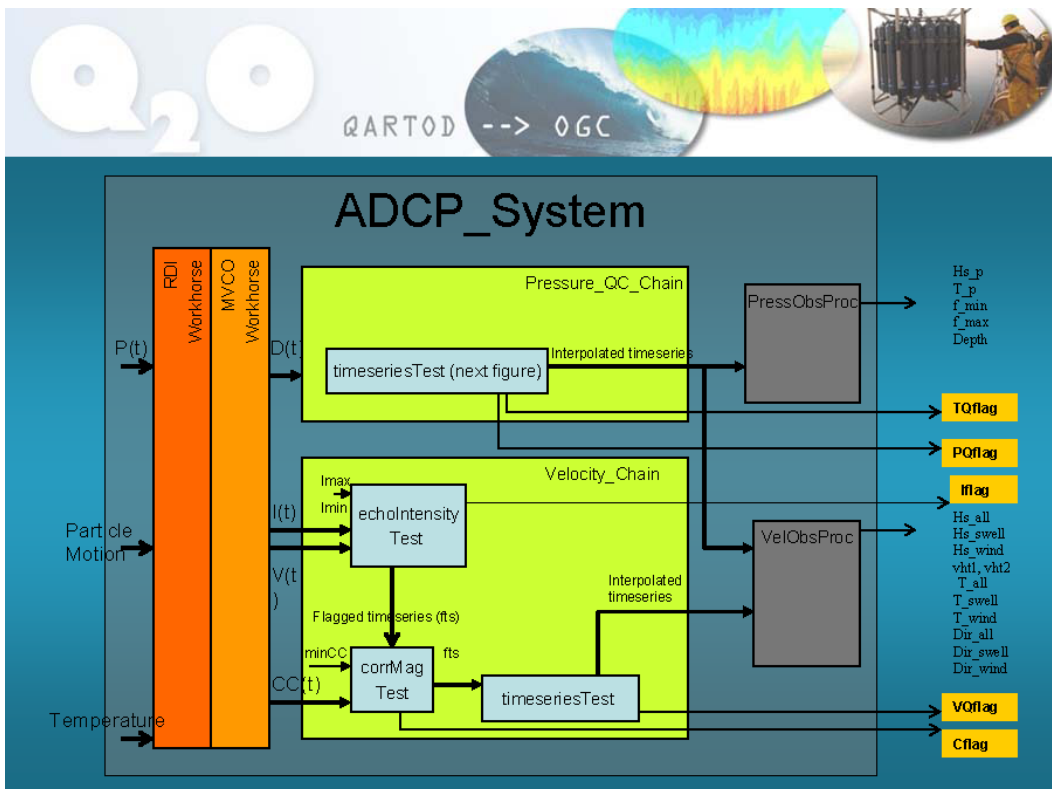 Q2O
QARTOD --> OGC
ADCP_System
RDI
Workhorse
MVCO
Workhorse
P(t)
Particle
Motion
Temperature
D(t)
I(t)
V(t
)
CC(t)
Pressure_QC_Chain
timeseriesTest (next figure)
Interpolated timeseries
PressObsProc
Hs_p
T_p
f_min
f_max
Depth
TQflag
PQflag
Velocity_Chain
Imax
Imin
echoIntensity
Test
Iflag
Flagged timeseries (fts)
minCC
corrMag
Test
fts
timeseriesTest
Interpolated
timeseries
VelObsProc
Hs_all
Hs_swell
Hs_wind
vht1, vht2
T_all
T_swell
T_wind
Dir_all
Dir_swell
Dir_wind
VQflag
Cflag